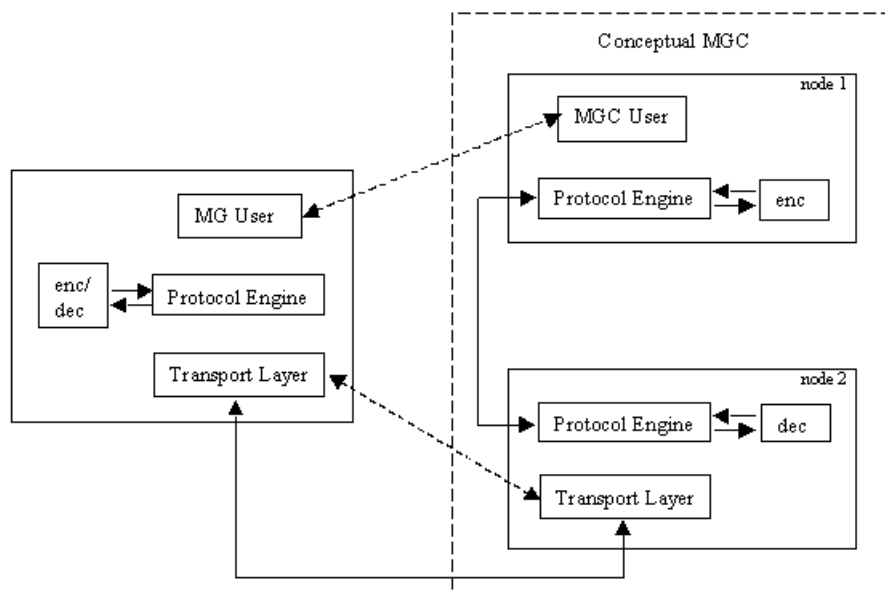 Conceptual MGC
node 1
MGC User
Protocol Engine
enc
MG User
enc/
dec
Protocol Engine
Transport Layer
node 2
Protocol Engine
dec
Transport Layer